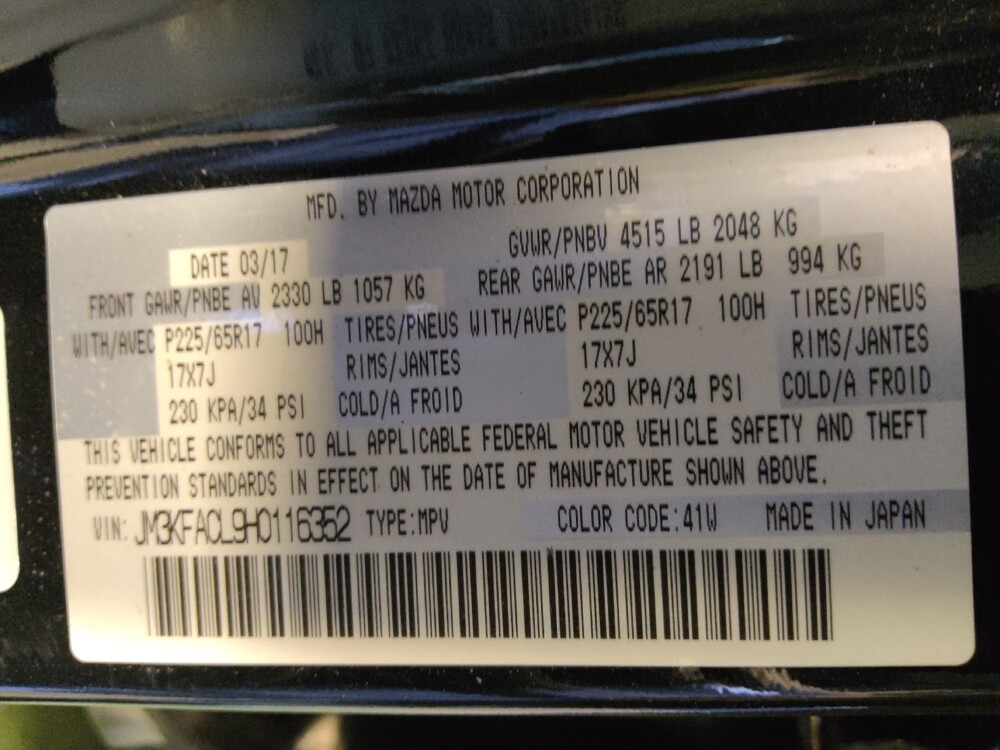 MFD. BY MAZDA MOTOR CORPORATION
DATE 03/17
GVWR/PNBV 4515 LB 2048 KG
FRONT GAWR/PNBE AV 2330 LB 1057 KG
REAR GAWR/PNBE AR 2191 LB 994 KG
WITH/AVEC P225/65R17 100H TIRES/PNEUS WITH/AVEC P225/65R17 100H TIRES/PNEUS
17X7J RIMS/JANTES 17X7J RIMS/JANTES
230 KPA/34 PSI COLD/A FROID 230 KPA/34 PSI COLD/A FROID
THIS VEHICLE CONFORMS TO ALL APPLICABLE FEDERAL MOTOR VEHICLE SAFETY AND THEFT
PREVENTION STANDARDS IN EFFECT ON THE DATE OF MANUFACTURE SHOWN ABOVE.
VIN: JM3KFACL9H0116352 TYPE:MPV COLOR CODE:41W MADE IN JAPAN